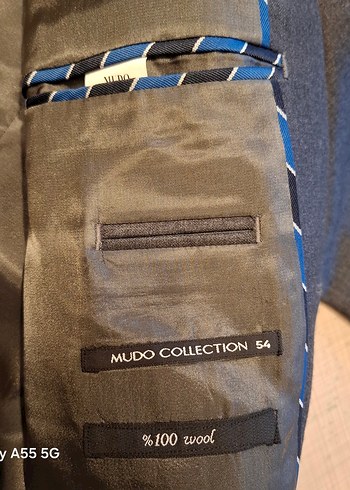 MUDO
MUDO COLLECTION 54
%100 wool
y A55 5G